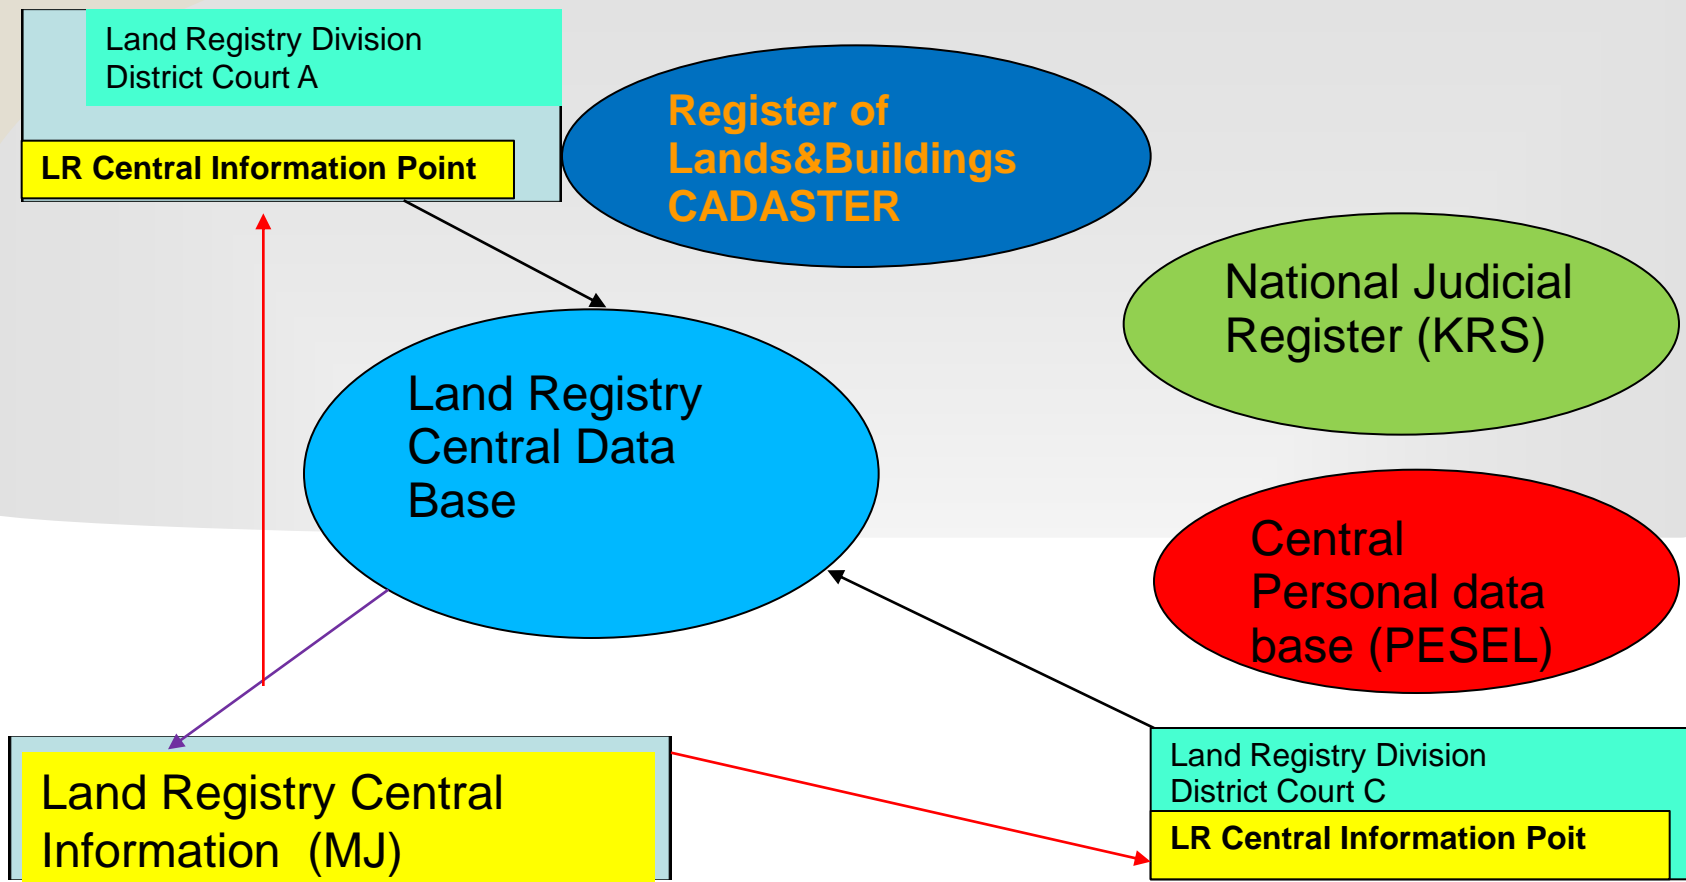 Land Registry Division
District Court A
LR Central Information Point
Register of
Lands&Buildings
CADASTER
National Judicial
Register (KRS)
Land Registry
Central Data
Base
Central
Personal data
base (PESEL)
Land Registry Central
Information (MJ)
Land Registry Division
District Court C
LR Central Information Poit